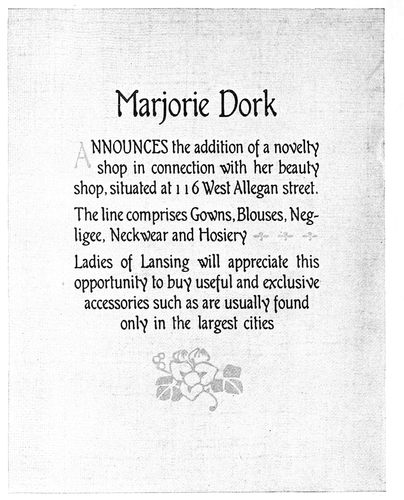 Marjorie Dork
ANNOUNCES the addition of a novelty
shop in connection with her beauty
shop, situated at 116 West Allegan street.
The line comprises Gowns, Blouses, Neg-
ligee, Neckwear and Hosiery
Ladies of Lansing will appreciate this
opportunity to buy useful and exclusive
accessories such as are usually found
only in the largest cities